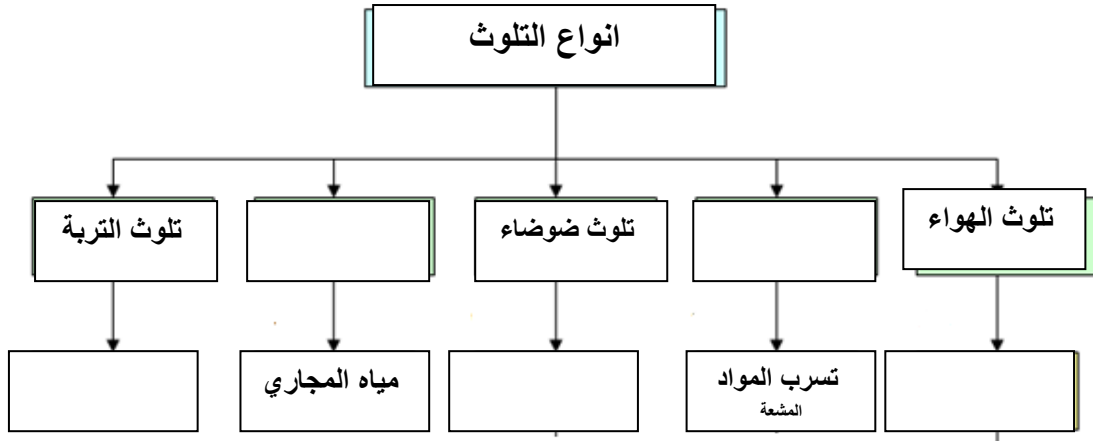 انواع التلوث
تلوث الهواء
تلوث ضوضاء
تلوث التربة
تسرب المواد
المشعة
مياه المجاري